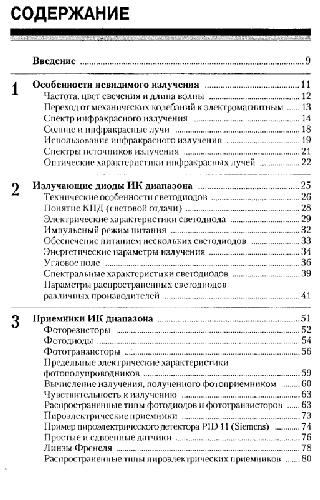 СОДЕРЖАНИЕ
Введение 9
1 Особенности невидимого излучения 11
Частота, цвет свечения и длина волны 12
Переход от механических колебаний к электромагнитным 13
Спектр инфракрасного излучения 14
Солнце и инфракрасные лучи 18
Использование инфракрасного излучения 19
Спектры источников излучения 21
Оптические характеристики инфракрасных лучей 22
2 Излучающие диоды ИК диапазона 25
Технические особенности светодиодов 26
Понятие КПД (световой отдачи) 28
Электрические характеристики светодиода 29
Импульсный режим питания 32
Обеспечение питанием нескольких светодиодов 33
Энергетические параметры излучения 34
Угловое поле 36
Спектральные характеристики светодиодов 39
Параметры распространенных светодиодов
различных производителей 41
3 Приемники ИК диапазона 51
Фоторезисторы 52
Фотодиоды 54
Фототранзисторы 56
Предельные электрические характеристики
фотополупроводников 59
Вычисление излучения, полученного фотоприемником 60
Чувствительность к излучению 63
Распространенные типы фотодиодов и фототранзисторов 63
Пироэлектрические приемники 73
Пример пироэлектрического детектора PID 11 (Siemens) 74
Простые и сдвоенные датчики 76
Линзы Френеля 78
Распространенные типы пироэлектрических приемников 80